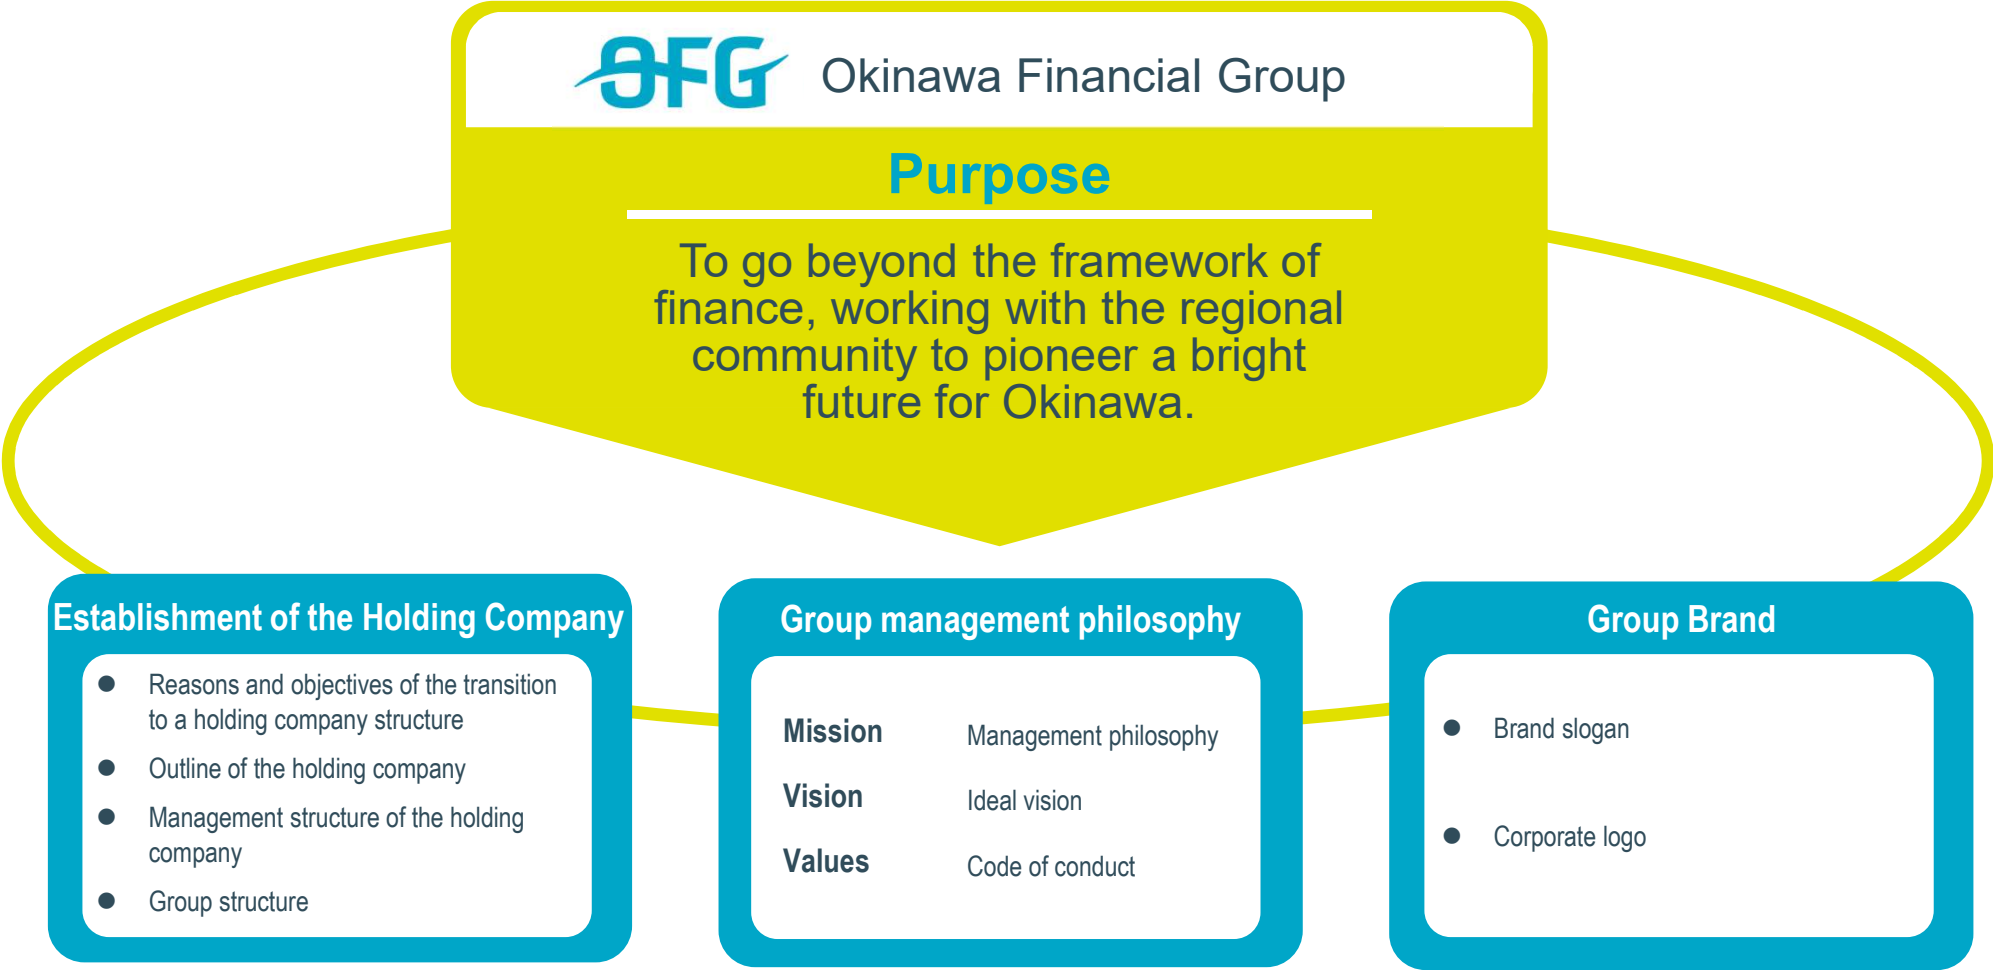 OFG Okinawa Financial Group
Purpose
To go beyond the framework of
finance, working with the regional
community to pioneer a bright
future for Okinawa.
Establishment of the Holding Company
● Reasons and objectives of the transition
to a holding company structure
● Outline of the holding company
● Management structure of the holding
company
● Group structure
Group management philosophy
Mission Management philosophy
Vision Ideal vision
Values Code of conduct
Group Brand
● Brand slogan
● Corporate logo